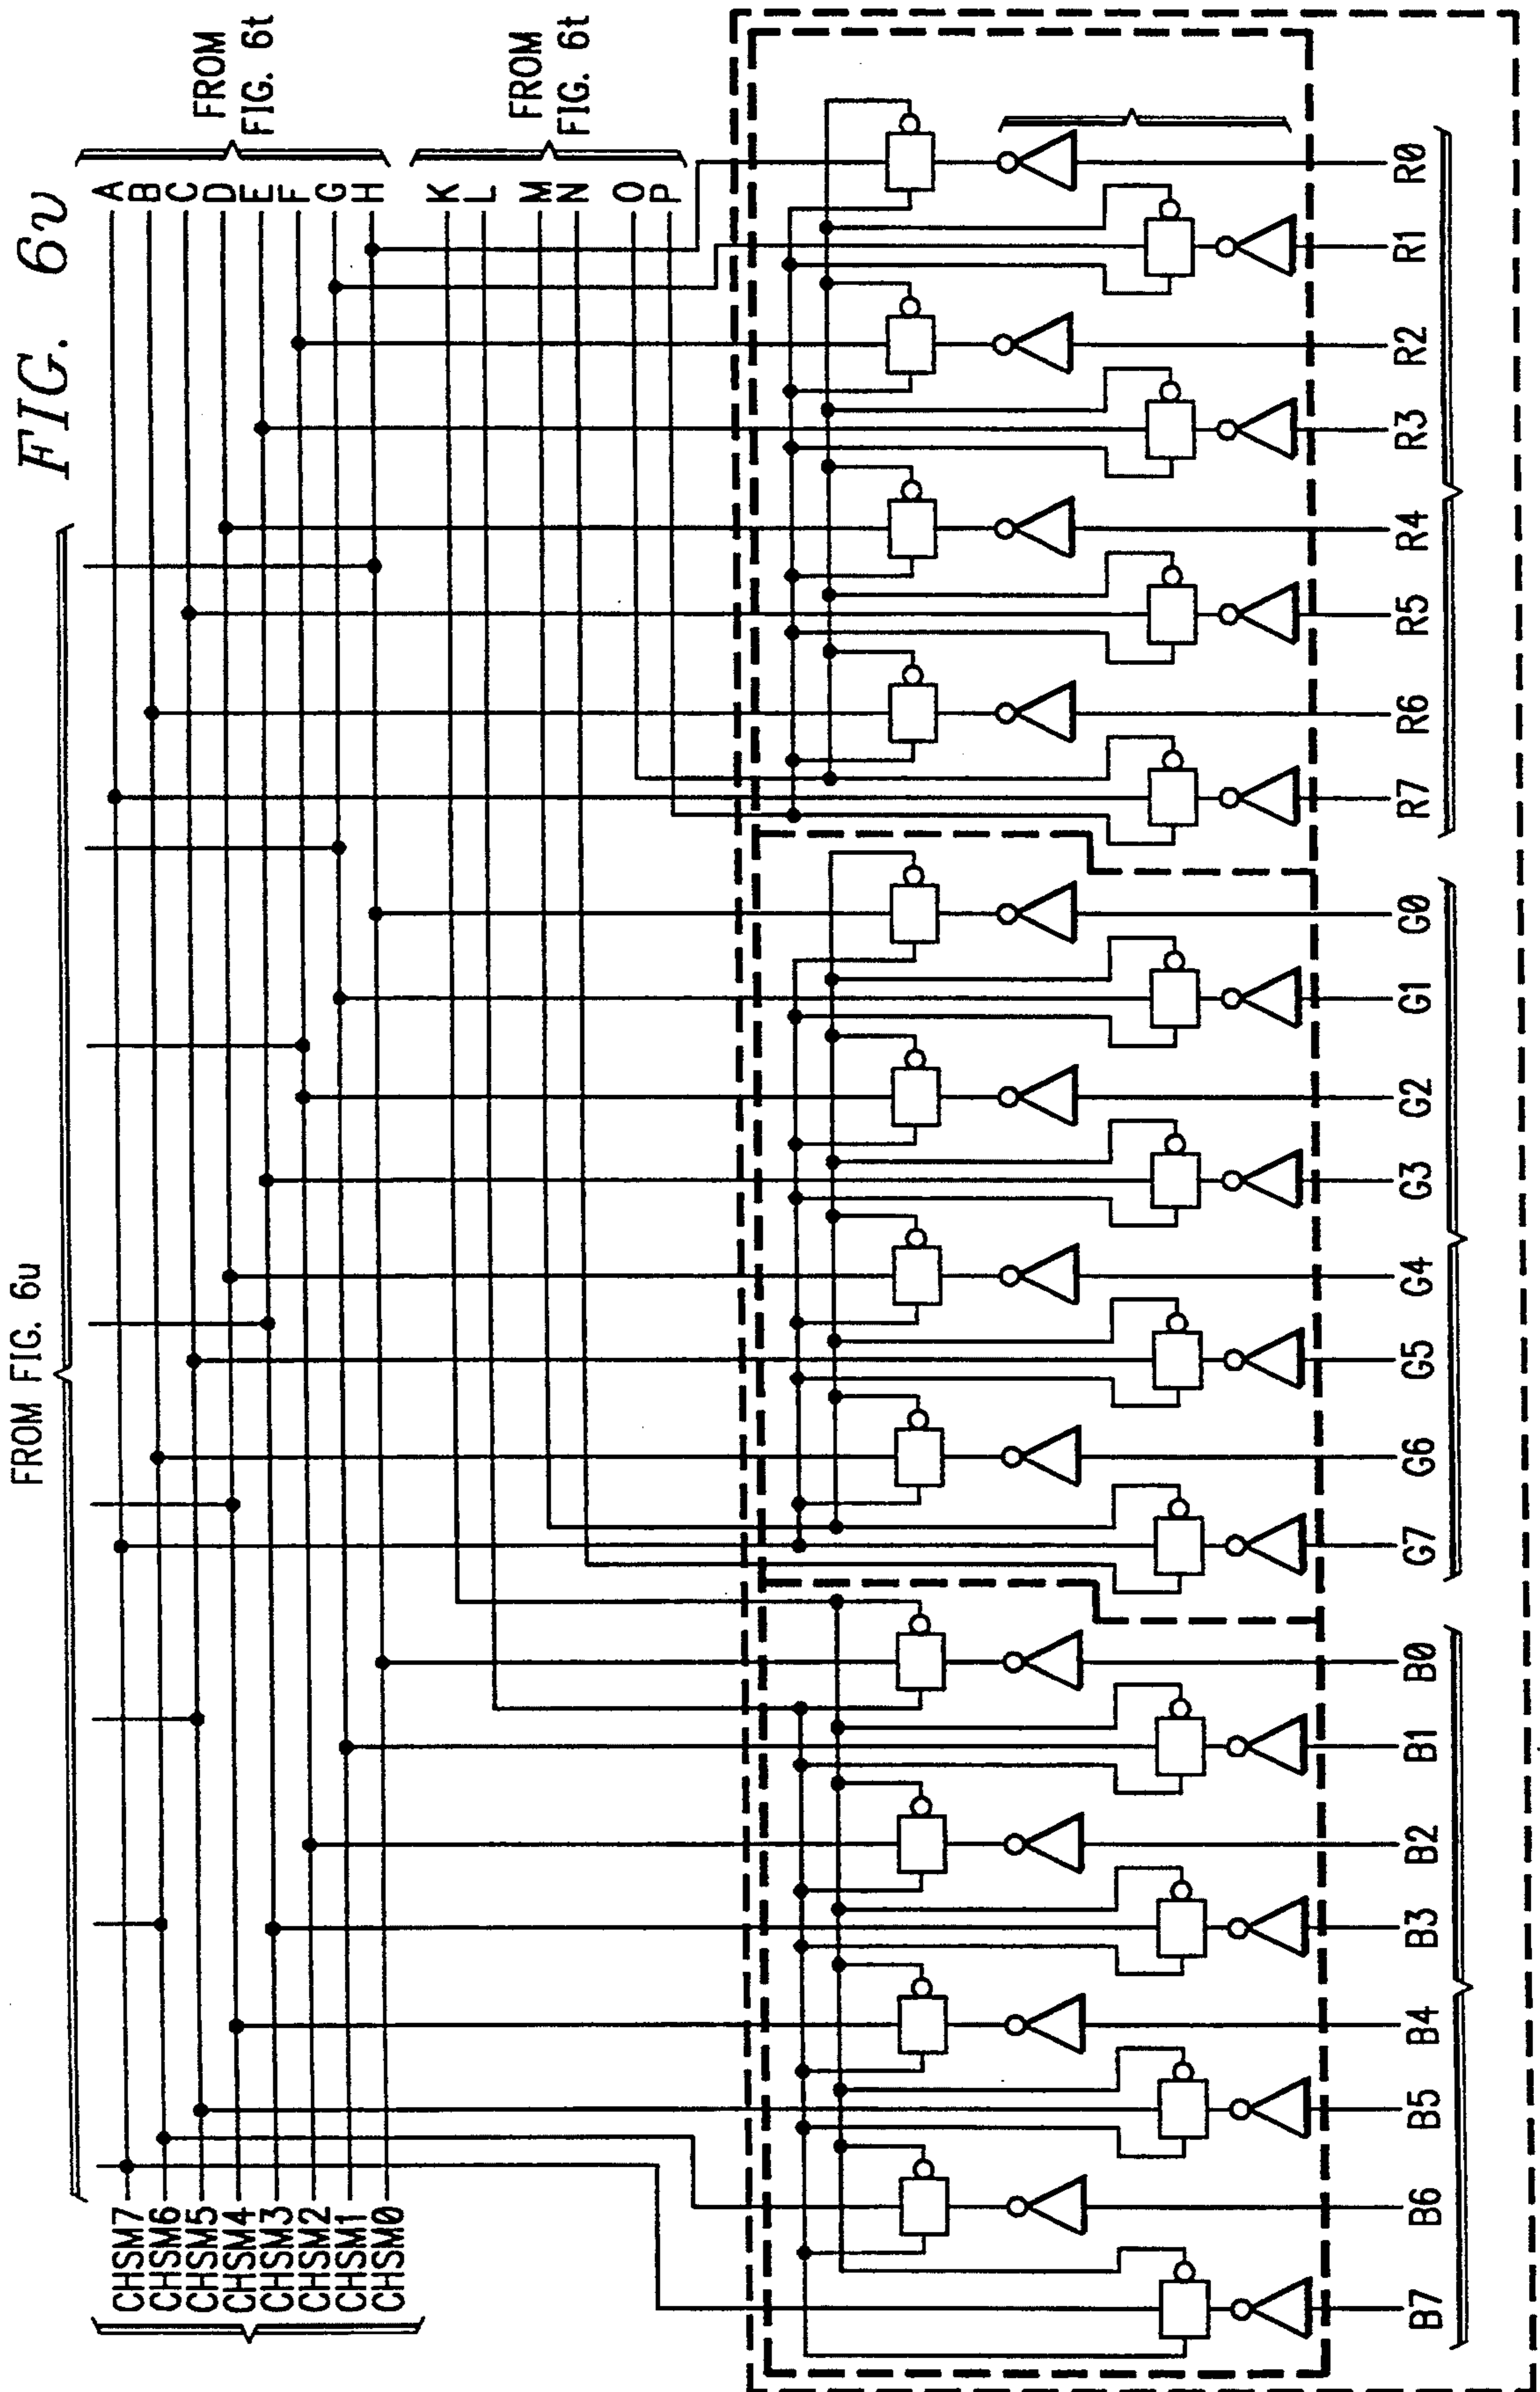 FIG. 6v
FROM FIG. 6u
FROM
FIG. 6t
FROM
FIG. 6t
A
B
C
D
E
F
G
H
K
L
M
N
O
P
CHSM7
CHSM6
CHSM5
CHSM4
CHSM3
CHSM2
CHSM1
CHSM0
B7 B6 B5 B4 B3 B2 B1 B0 G7 G6 G5 G4 G3 G2 G1 G0 R7 R6 R5 R4 R3 R2 R1 R0